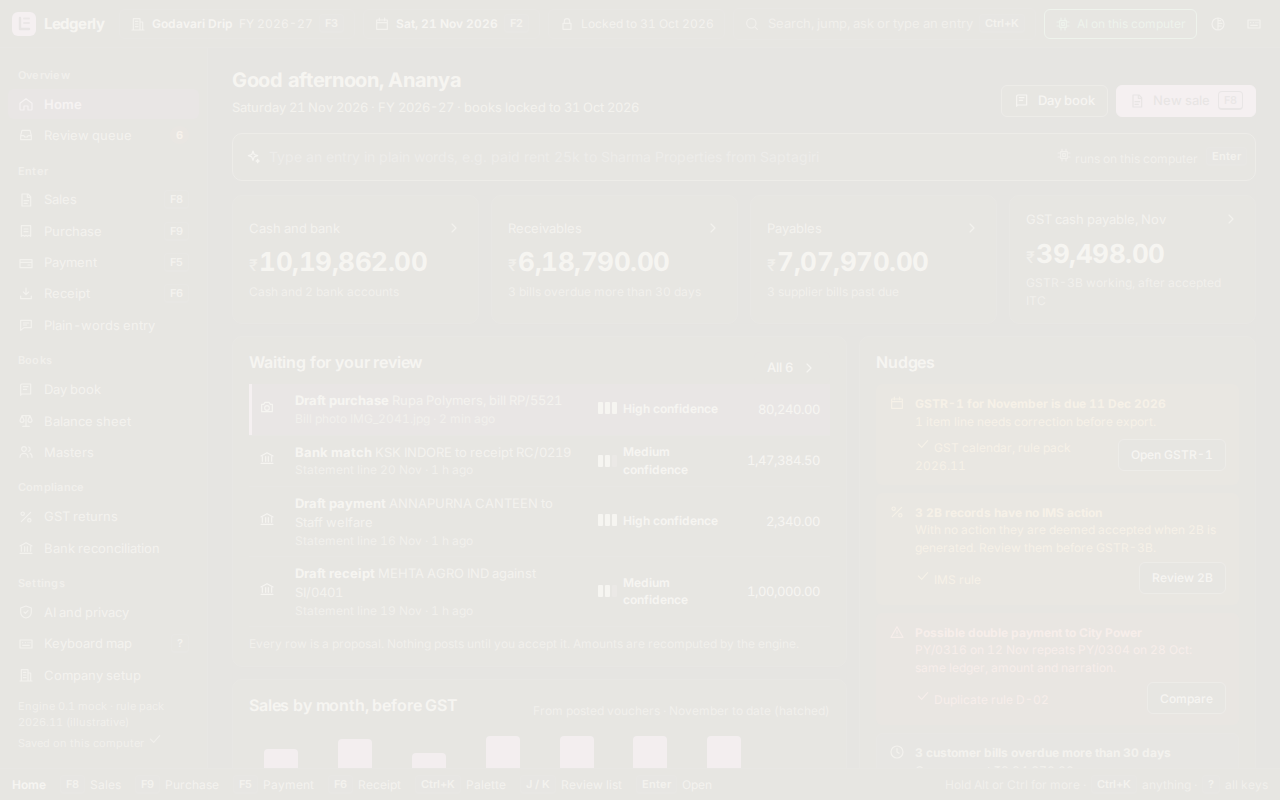 Ledgerly
Godavari Drip FY 2026-27 F3
Sat, 21 Nov 2026 F2
Locked to 31 Oct 2026
Search, jump, ask or type an entry Ctrl+K
AI on this computer
Overview
Home
Review queue 6
Enter
Sales F8
Purchase F9
Payment F5
Receipt F6
Plain-words entry
Books
Day book
Balance sheet
Masters
Compliance
GST returns
Bank reconciliation
Settings
AI and privacy
Keyboard map ?
Company setup
Engine 0.1 mock · rule pack
2026.11 (illustrative)
Saved on this computer
Good afternoon, Ananya
Saturday 21 Nov 2026 · FY 2026-27 · books locked to 31 Oct 2026
Day book
New sale F8
Type an entry in plain words, e.g. paid rent 25k to Sharma Properties from Saptagiri
runs on this computer Enter
Cash and bank
₹10,19,862.00
Cash and 2 bank accounts
Receivables
₹6,18,790.00
3 bills overdue more than 30 days
Payables
₹7,07,970.00
3 supplier bills past due
GST cash payable, Nov
₹39,498.00
GSTR-3B working, after accepted
ITC
Waiting for your review
All 6
Draft purchase Rupa Polymers, bill RP/5521
Bill photo IMG_2041.jpg · 2 min ago
High confidence
80,240.00
Bank match KSK INDORE to receipt RC/0219
Statement line 20 Nov · 1 h ago
Medium
confidence
1,47,384.50
Draft payment ANNAPURNA CANTEEN to
Staff welfare
Statement line 16 Nov · 1 h ago
High confidence
2,340.00
Draft receipt MEHTA AGRO IND against
SI/0401
Statement line 19 Nov · 1 h ago
Medium
confidence
1,00,000.00
Every row is a proposal. Nothing posts until you accept it. Amounts are recomputed by the engine.
Sales by month, before GST
From posted vouchers · November to date (hatched)
Nudges
GSTR-1 for November is due 11 Dec 2026
1 item line needs correction before export.
GST calendar, rule pack
2026.11
Open GSTR-1
3 2B records have no IMS action
With no action they are deemed accepted when 2B is
generated. Review them before GSTR-3B.
IMS rule
Review 2B
Possible double payment to City Power
PY/0316 on 12 Nov repeats PY/0304 on 28 Oct:
same ledger, amount and narration.
Duplicate rule D-02
Compare
3 customer bills overdue more than 30 days
Home F8 Sales F9 Purchase F5 Payment F6 Receipt Ctrl+K Palette J / K Review list Enter Open
Hold Alt or Ctrl for more Ctrl+K anything ? all keys